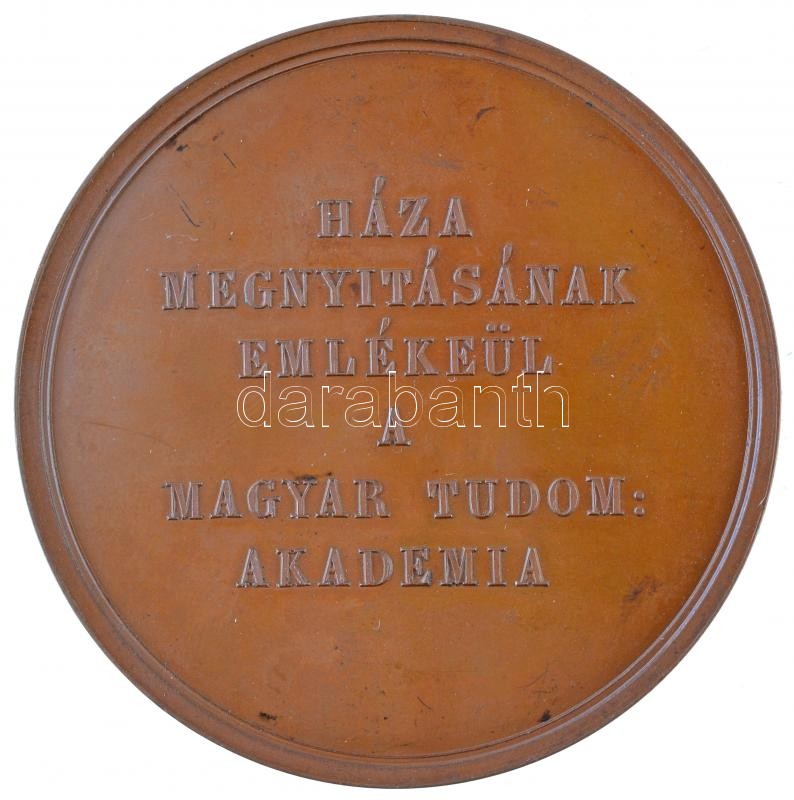 HÁZA
MEGNYITÁSÁNAK
EMLÉKEÜL
darabanth
A
MAGYAR TUDOM:
AKADEMIA